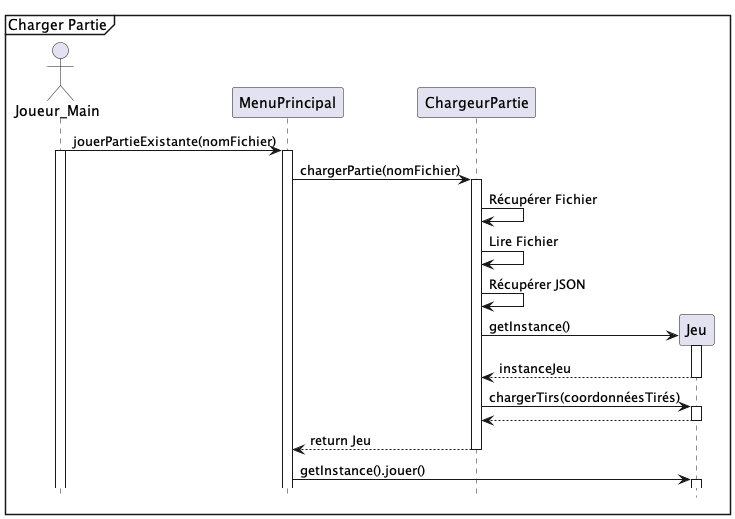 Charger Partie
Joueur_Main
MenuPrincipal
ChargeurPartie
jouerPartieExistante(nomFichier)
chargerPartie(nomFichier)
Récupérer Fichier
Lire Fichier
Récupérer JSON
getInstance()
Jeu
instanceJeu
chargerTirs(coordonnéesTirés)
return Jeu
getInstance().jouer()